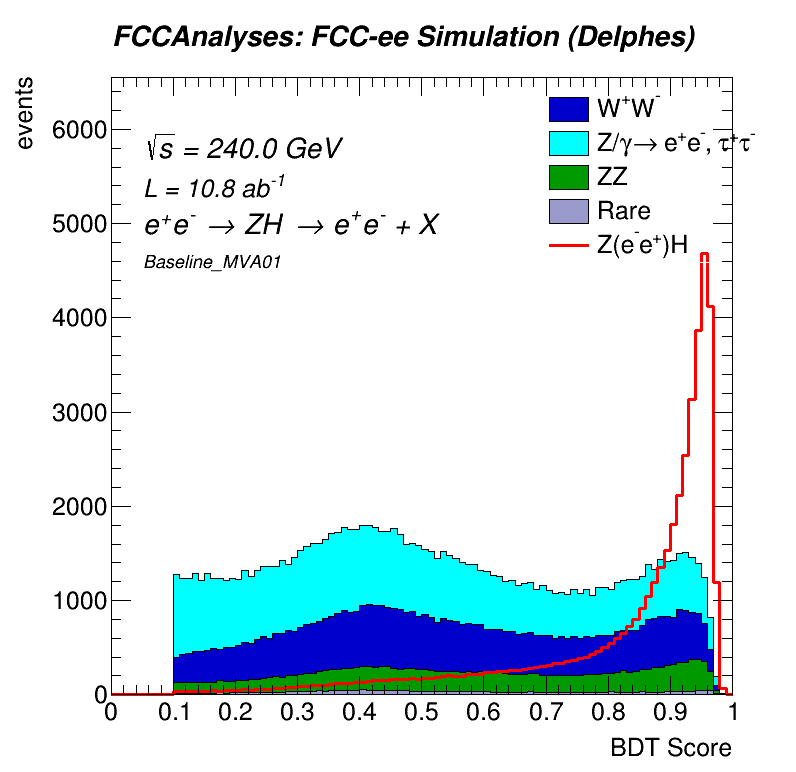 FCCAnalyses: FCC-ee Simulation (Delphes)
events
√s = 240.0 GeV
L = 10.8 ab⁻¹
e⁺e⁻ → ZH → e⁺e⁻ + X
Baseline_MVA01
W⁺W⁻
Z/γ→ e⁺e⁻, τ⁺τ⁻
ZZ
Rare
Z(e⁻e⁺)H
6000
5000
4000
3000
2000
1000
0
0 0.1 0.2 0.3 0.4 0.5 0.6 0.7 0.8 0.9 1
BDT Score